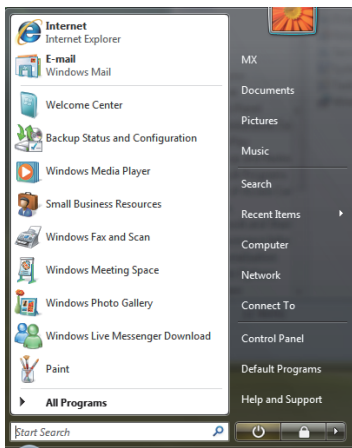 Internet
Internet Explorer
E-mail
Windows Mail
Welcome Center
Backup Status and Configuration
Windows Media Player
Small Business Resources
Windows Fax and Scan
Windows Meeting Space
Windows Photo Gallery
Windows Live Messenger Download
Paint
All Programs
Start Search
MX
Documents
Pictures
Music
Search
Recent Items
Computer
Network
Connect To
Control Panel
Default Programs
Help and Support